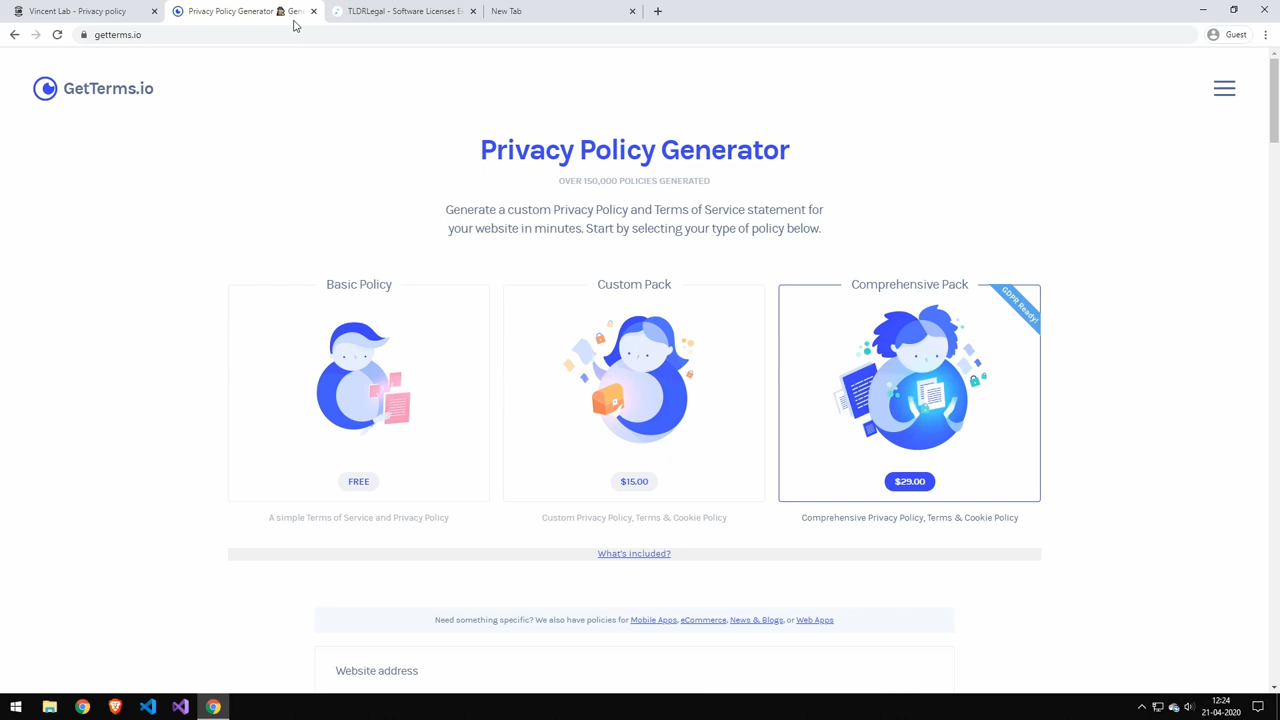 Vincent Lab - Privacy policy
Privacy Policy Generator
TLDRLegal - Software Licenses
New Tab
getterms.io
Guest
GetTerms.io
Privacy Policy Generator
OVER 150,000 POLICIES GENERATED
Generate a custom Privacy Policy and Terms of Service statement for
your website in minutes. Start by selecting your type of policy below.
Basic Policy
Custom Pack
Comprehensive Pack
GDPR Ready!
FREE
$15.00
$29.00
A simple Terms of Service and Privacy Policy
Custom Privacy Policy, Terms & Cookie Policy
Comprehensive Privacy Policy, Terms & Cookie Policy
What's included?
Need something specific? We also have policies for Mobile Apps, eCommerce, News & Blogs, or Web Apps
Website address
12:24
21-04-2020